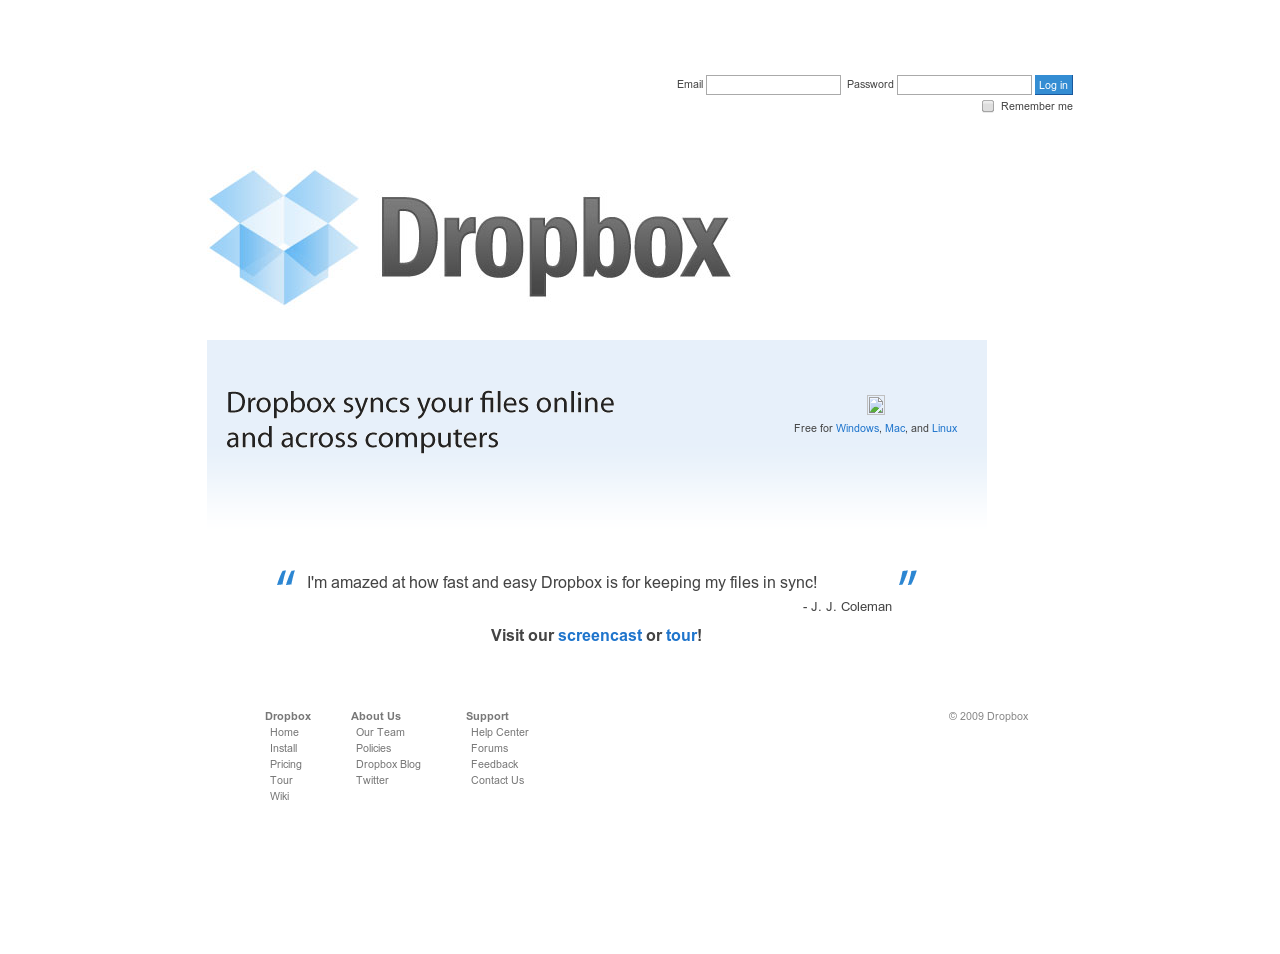 Email Password Log in
Remember me
Dropbox
Dropbox syncs your files online
and across computers
Free for Windows, Mac, and Linux
“ I'm amazed at how fast and easy Dropbox is for keeping my files in sync! ”
- J. J. Coleman
Visit our screencast or tour!
Dropbox
Home
Install
Pricing
Tour
Wiki
About Us
Our Team
Policies
Dropbox Blog
Twitter
Support
Help Center
Forums
Feedback
Contact Us
© 2009 Dropbox